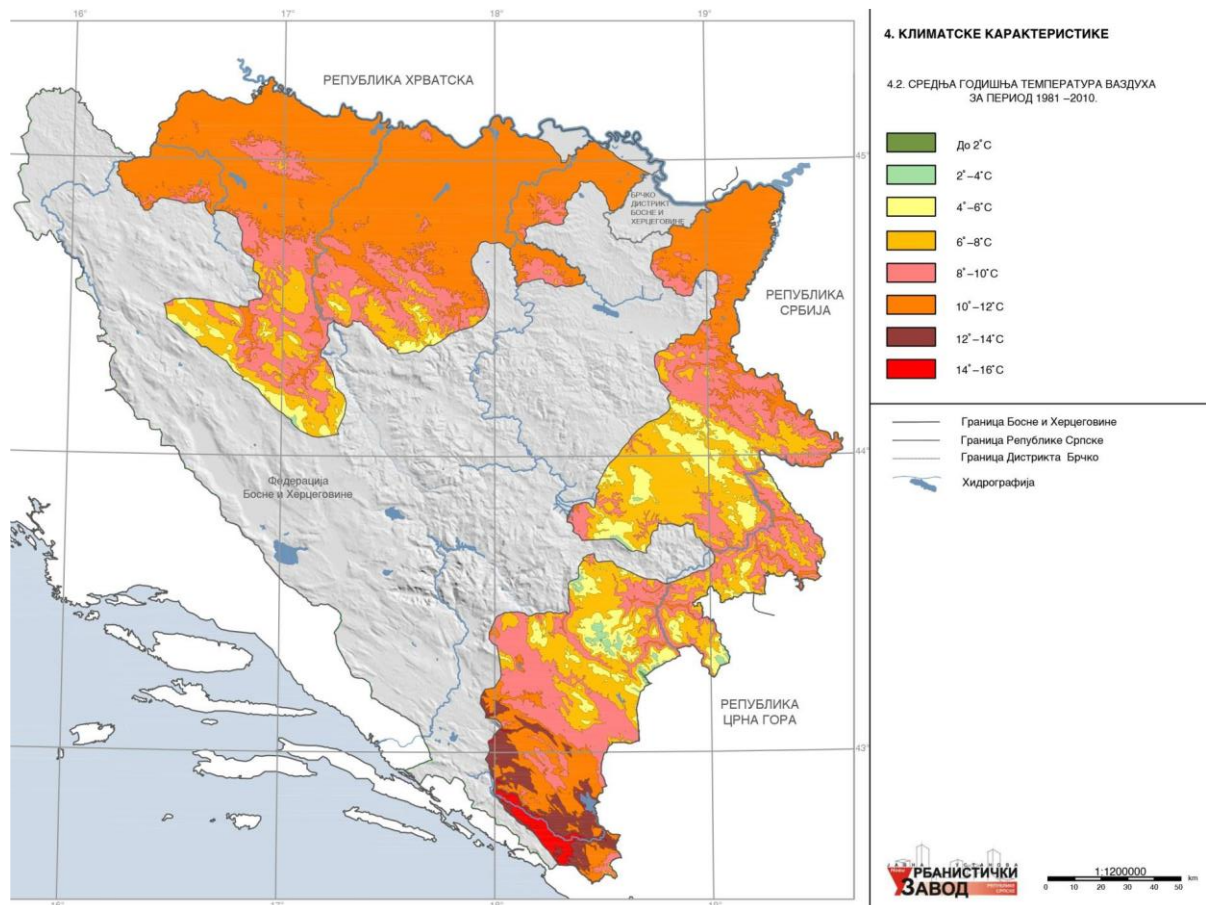 16°
17°
18°
19°
РЕПУБЛИКА ХРВАТСКА
45°
БРЧКО
ДИСТРИКТ
БОСНЕ И
ХЕРЦЕГОВИНЕ
РЕПУБЛИКА
СРБИЈА
44°
Федерација
Босне и Херцеговине
РЕПУБЛИКА
ЦРНА ГОРА
43°
17°
4. КЛИМАТСКЕ КАРАКТЕРИСТИКЕ
4.2. СРЕДЊА ГОДИШЊА ТЕМПЕРАТУРА ВАЗДУХА
ЗА ПЕРИОД 1981 –2010.
До 2°C
2°–4°C
4°–6°C
6°–8°C
8°–10°C
10°–12°C
12°–14°C
14°–16°C
Граница Босне и Херцеговине
Граница Републике Српске
Граница Дистрикта Брчко
Хидрографија
УРБАНИСТИЧКИ
ЗАВОД
РЕПУБЛИКЕ
СРПСКЕ
1:1200000
0 10 20 30 40 50 km